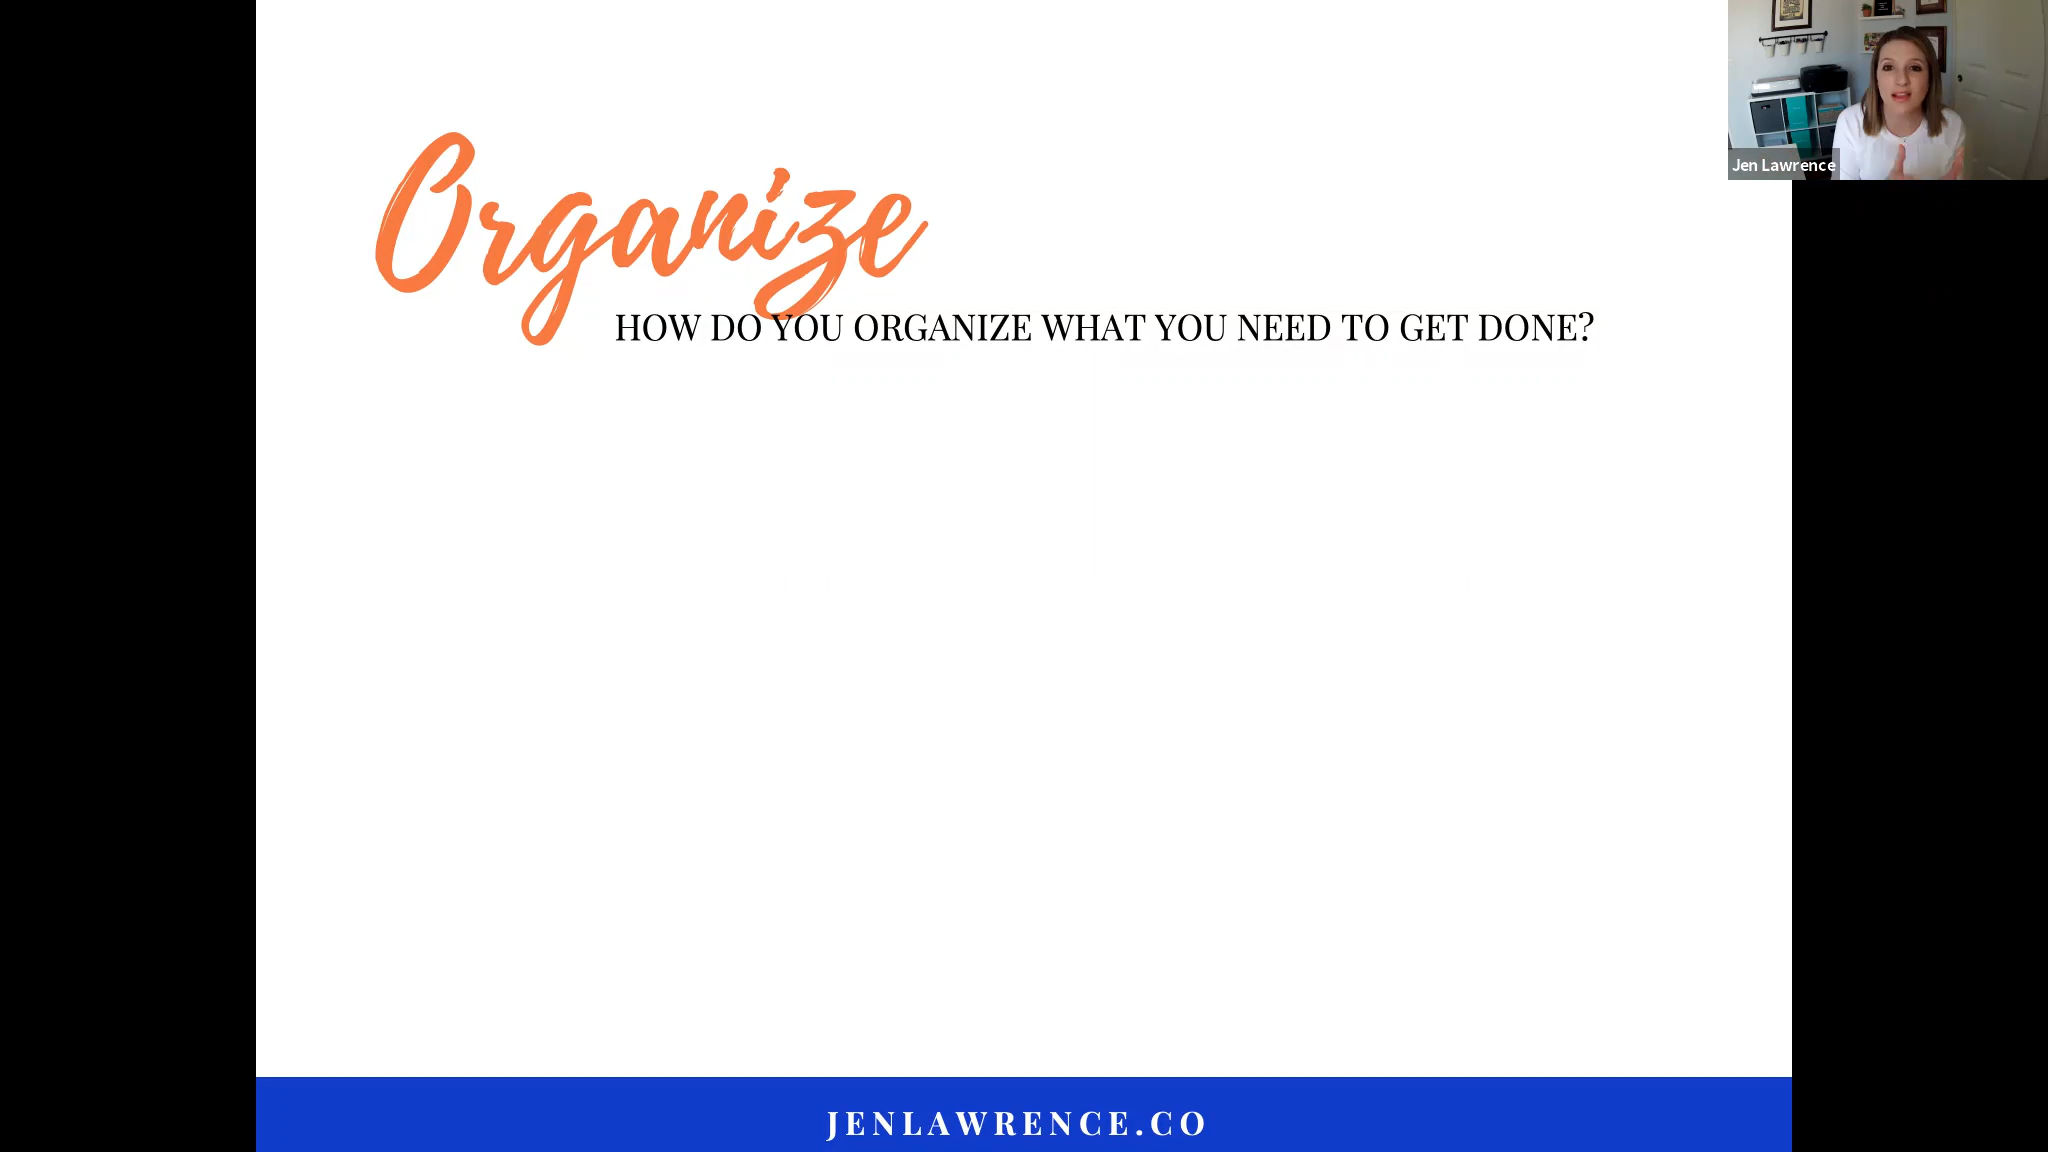 Organize
HOW DO YOU ORGANIZE WHAT YOU NEED TO GET DONE?
Jen Lawrence
JENLAWRENCE.CO